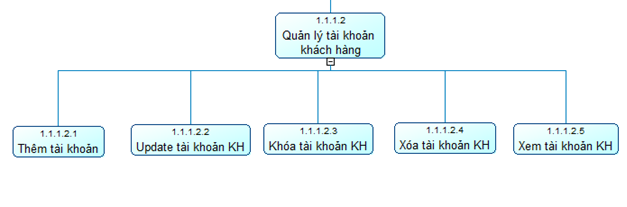 1.1.1.2
Quản lý tài khoản
khách hàng
1.1.1.2.1
Thêm tài khoản
1.1.1.2.2
Update tài khoản KH
1.1.1.2.3
Khóa tài khoản KH
1.1.1.2.4
Xóa tài khoản KH
1.1.1.2.5
Xem tài khoản KH